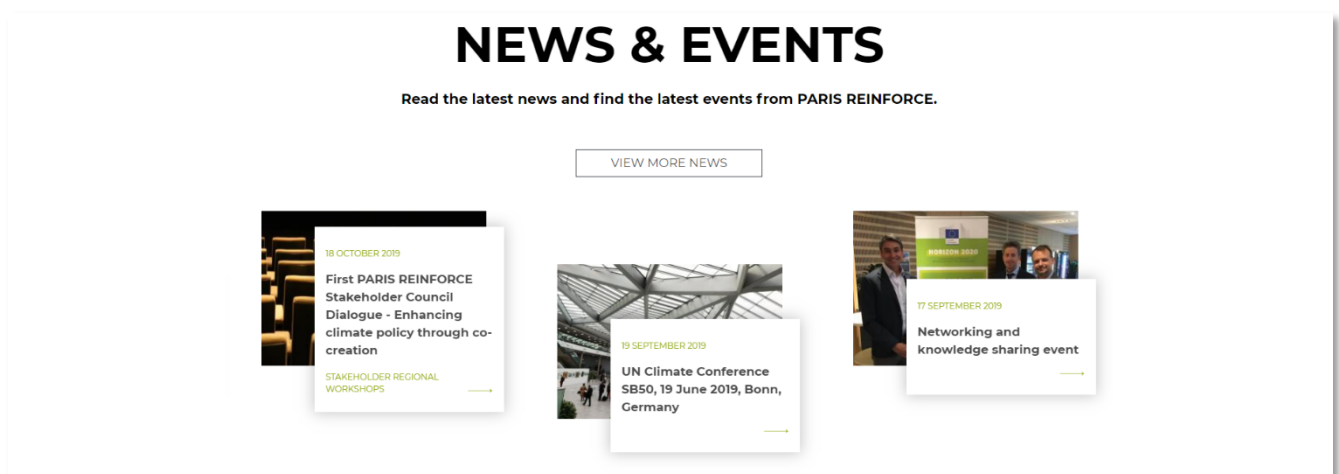 NEWS & EVENTS
Read the latest news and find the latest events from PARIS REINFORCE.
VIEW MORE NEWS
18 OCTOBER 2019
First PARIS REINFORCE
Stakeholder Council
Dialogue - Enhancing
climate policy through co-
creation
STAKEHOLDER REGIONAL
WORKSHOPS
19 SEPTEMBER 2019
UN Climate Conference
SB50, 19 June 2019, Bonn,
Germany
HORIZON 2020
17 SEPTEMBER 2019
Networking and
knowledge sharing event